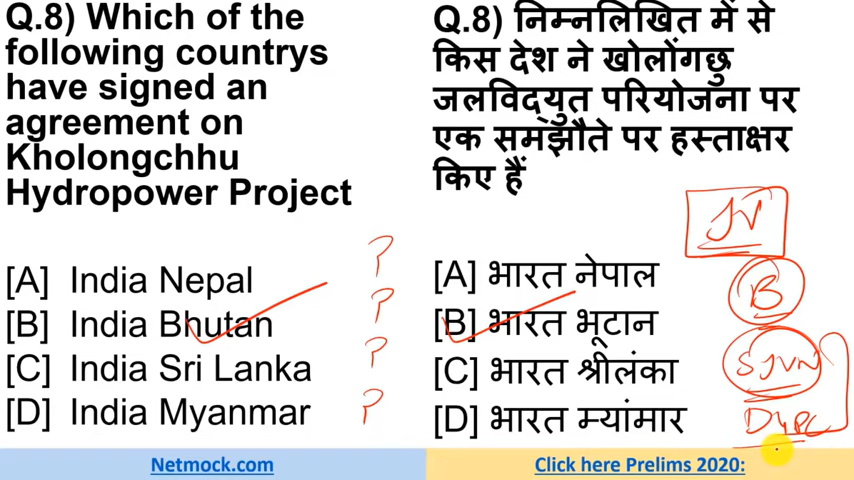 Q.8) Which of the
following countrys
have signed an
agreement on
Kholongchhu
Hydropower Project
[A] India Nepal
[B] India Bhutan
[C] India Sri Lanka
[D] India Myanmar
?
?
?
?
Q.8) निम्नलिखित में से
किस देश ने खोलोंगछु
जलविद्युत परियोजना पर
एक समझौते पर हस्ताक्षर
किए हैं
[A] भारत नेपाल
[B] भारत भूटान
[C] भारत श्रीलंका
[D] भारत म्यांमार
JV
B
SJVN
Netmock.com
Click here Prelims 2020: